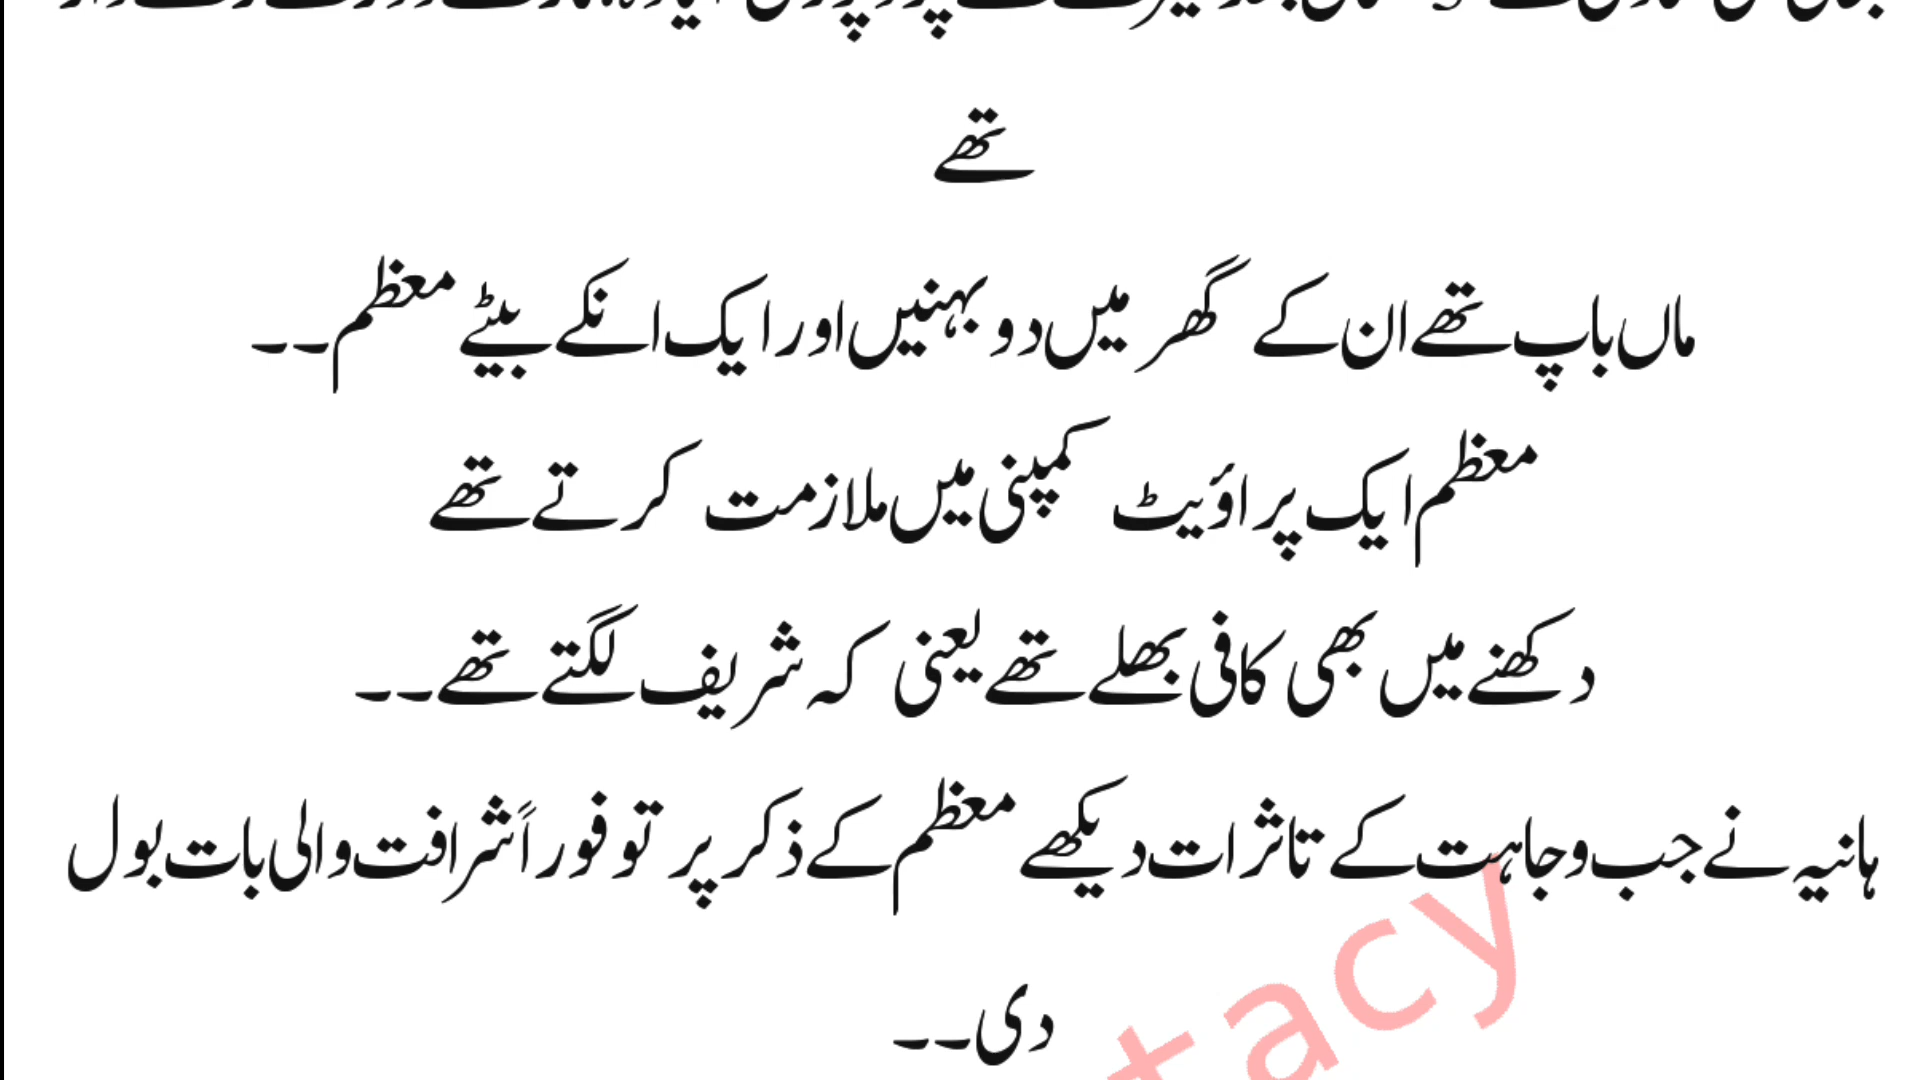 تھے
ماں باپ تھے ان کے گھر میں دو بہنیں اور ایک انکے بیٹے معظم۔۔
معظم ایک پراؤیٹ کمپنی میں ملازمت کرتے تھے
دکھنے میں بھی کافی بھلے تھے یعنی کہ شریف لگتے تھے۔۔
ہانیہ نے جب وجاہت کے تاثرات دیکھے معظم کے ذکر پر تو فوراً شرافت والی بات بول
دی۔۔
tacy